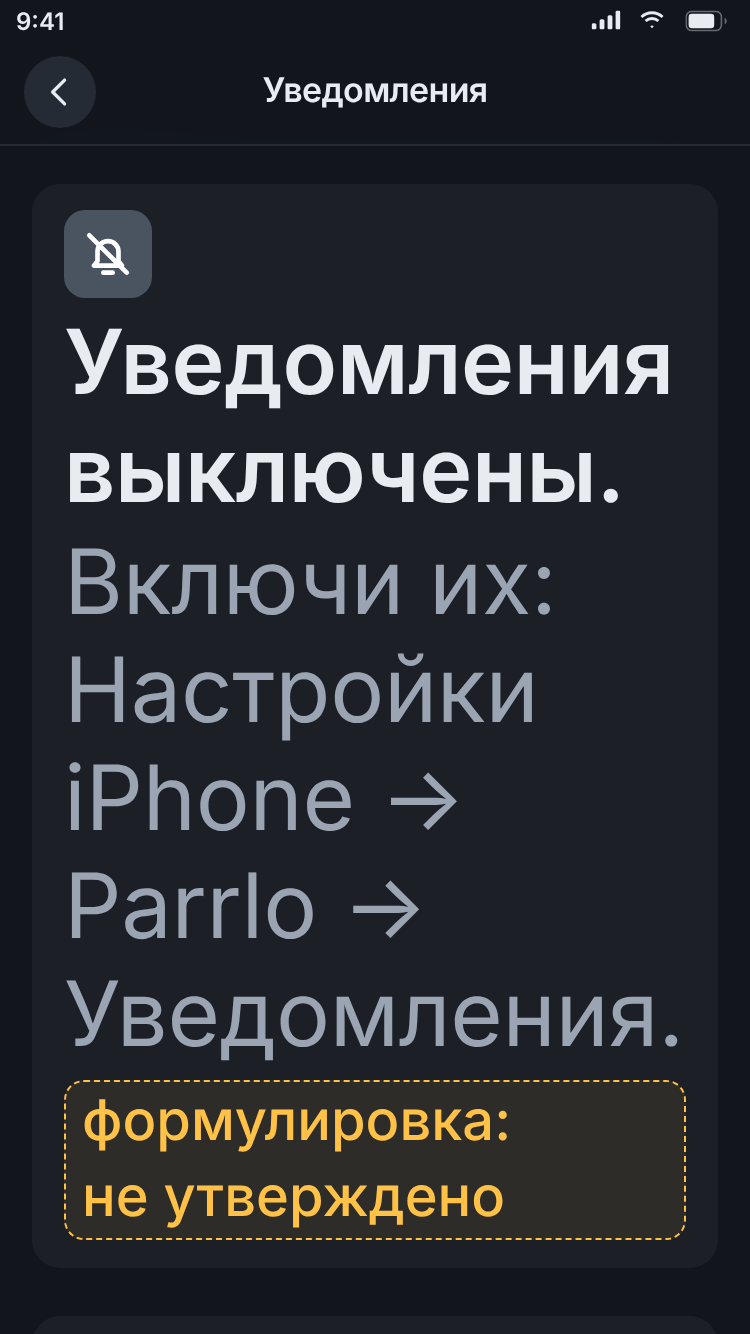 9:41
Уведомления
Уведомления
выключены.
Включи их:
Настройки
iPhone →
Parrlo →
Уведомления.
формулировка:
не утверждено